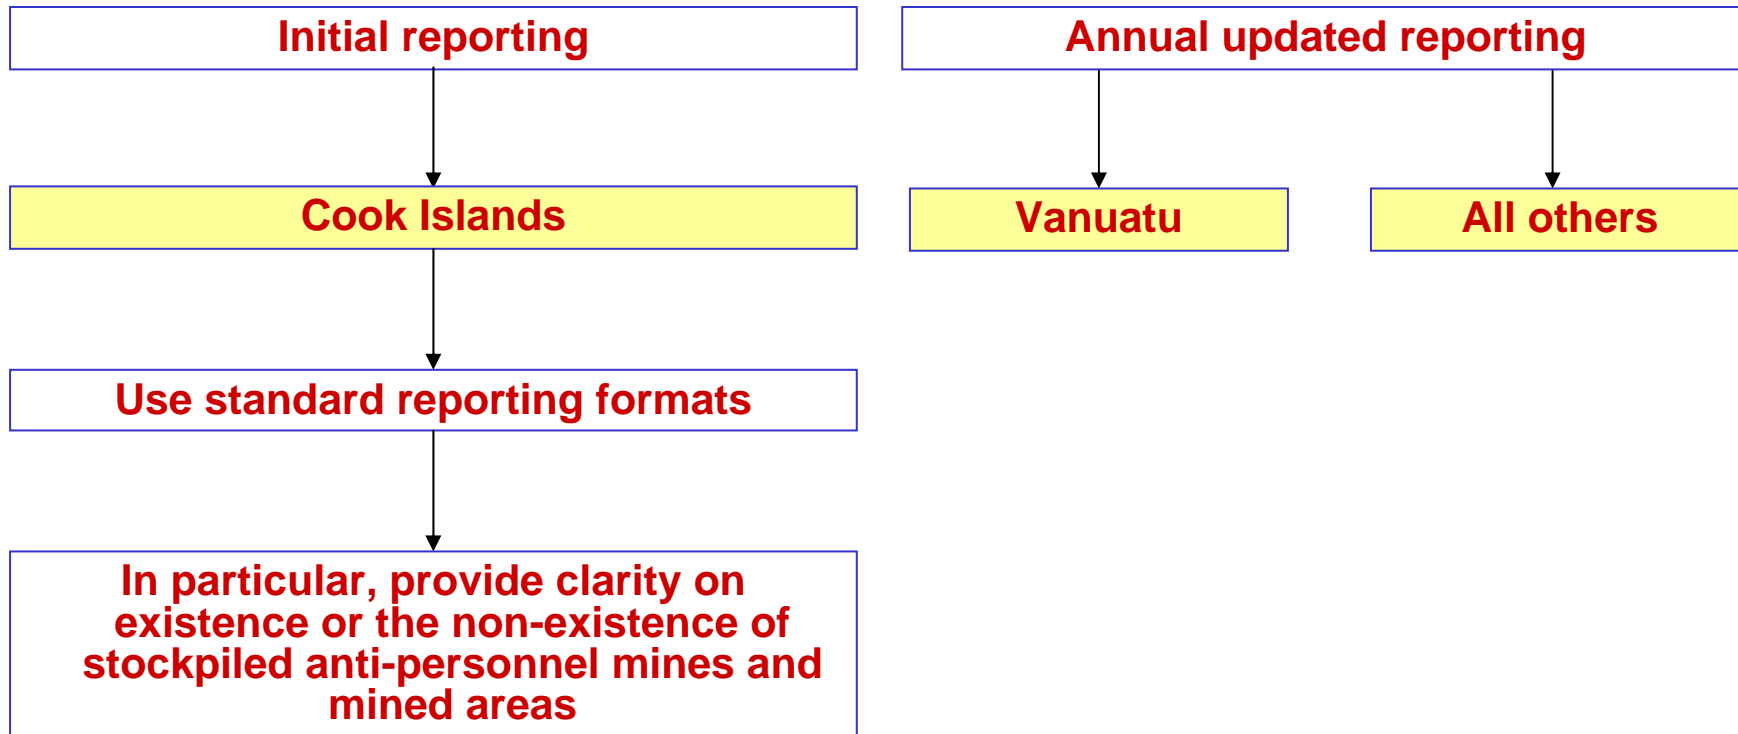 Initial reporting
Annual updated reporting
Cook Islands
Vanuatu
All others
Use standard reporting formats
In particular, provide clarity on
existence or the non-existence of
stockpiled anti-personnel mines and
mined areas